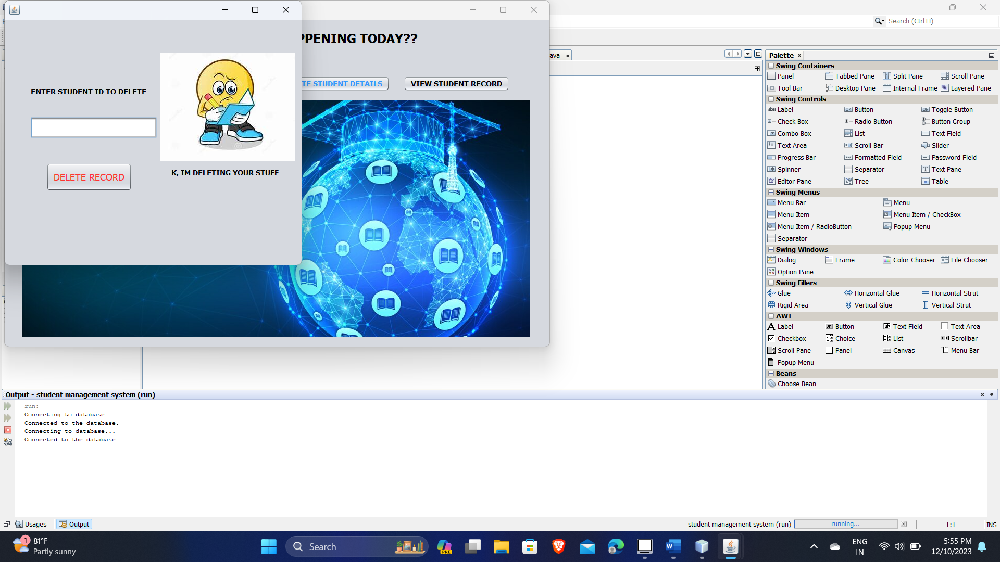 PPENING TODAY??
ENTER STUDENT ID TO DELETE
DELETE RECORD
K, IM DELETING YOUR STUFF
TE STUDENT DETAILS
VIEW STUDENT RECORD
Search (Ctrl+I)
ava
Palette
Swing Containers
Panel Tabbed Pane Split Pane Scroll Pane
Tool Bar Desktop Pane Internal Frame Layered Pane
Swing Controls
label Label OK Button ON Toggle Button
Check Box Radio Button Button Group
Combo Box List Text Field
Text Area Scroll Bar Slider
Progress Bar Formatted Field Password Field
Spinner Separator Text Pane
Editor Pane Tree Table
Swing Menus
File Menu Bar Menu
Menu Item Menu Item / CheckBox
Menu Item / RadioButton Popup Menu
Separator
Swing Windows
Dialog Frame Color Chooser File Chooser
Option Pane
Swing Fillers
Glue Horizontal Glue Horizontal Strut
Rigid Area Vertical Glue Vertical Strut
AWT
A Label OK Button Text Field Text Area
Checkbox Choice List Scrollbar
Scroll Pane Panel Canvas Menu Bar
Popup Menu
Beans
Choose Bean
Output - student management system (run)
run:
Connecting to database...
Connected to the database.
Connecting to database...
Connected to the database.
Usages Output
student management system (run) running... 1:1 INS
1 81°F
Partly sunny
Search
PRE
W
ENG
IN
5:55 PM
12/10/2023